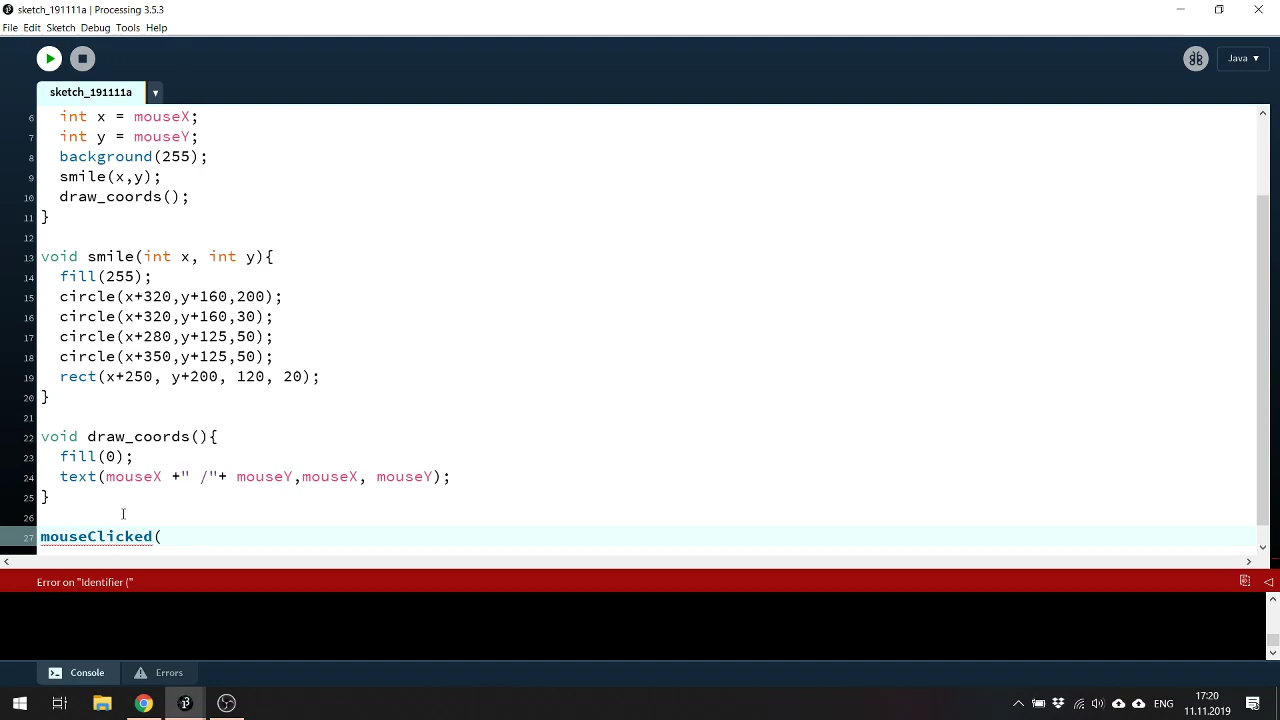 sketch_191111a | Processing 3.5.3
File Edit Sketch Debug Tools Help
Java ▾
sketch_191111a ▾
6 int x = mouseX;
7 int y = mouseY;
8 background(255);
9 smile(x,y);
10 draw_coords();
11 }
12
13 void smile(int x, int y){
14 fill(255);
15 circle(x+320,y+160,200);
16 circle(x+320,y+160,30);
17 circle(x+280,y+125,50);
18 circle(x+350,y+125,50);
19 rect(x+250, y+200, 120, 20);
20 }
21
22 void draw_coords(){
23 fill(0);
24 text(mouseX +" /"+ mouseY,mouseX, mouseY);
25 }
26
27 mouseClicked(
Error on "Identifier ("
Console Errors
ENG
17:20
11.11.2019